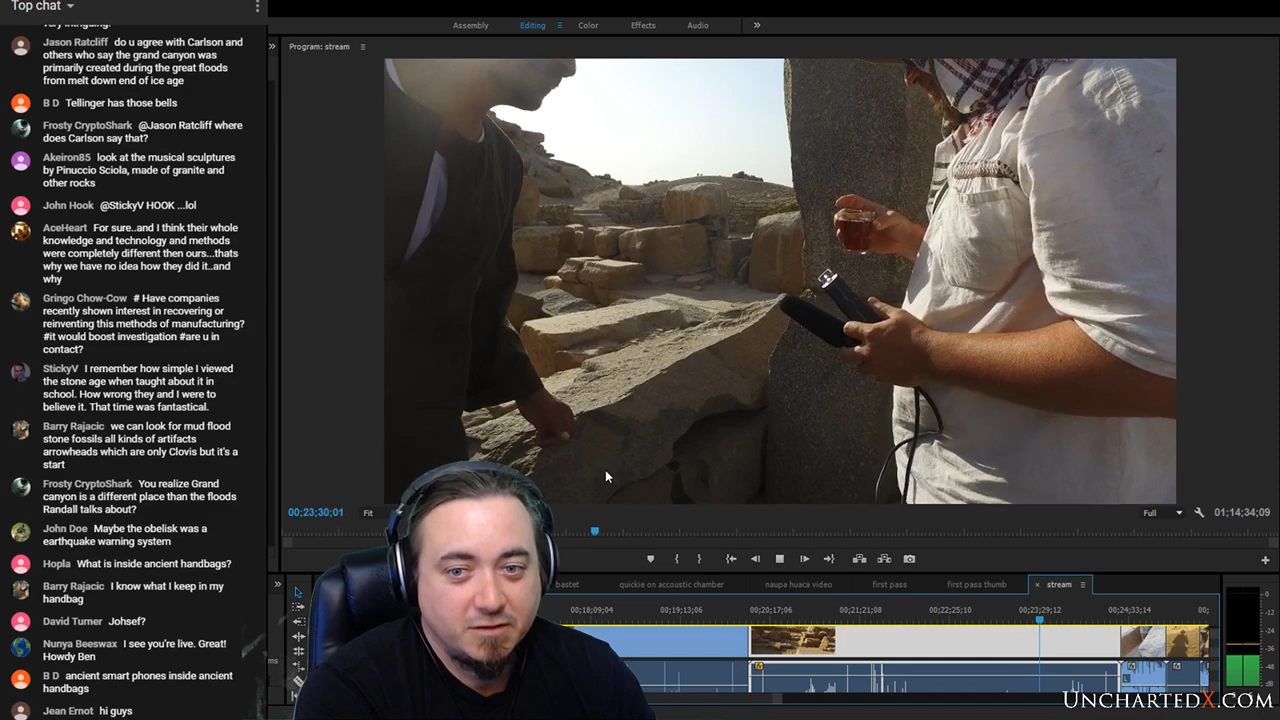 Top chat
very intriguing.
Jason Ratcliff do u agree with Carlson and
others who say the grand canyon was
primarily created during the great floods
from melt down end of ice age
B D Tellinger has those bells
Frosty CryptoShark @Jason Ratcliff where
does Carlson say that?
Akeiron85 look at the musical sculptures
by Pinuccio Sciola, made of granite and
other rocks
John Hook @StickyV HOOK ...lol
AceHeart For sure..and I think their whole
knowledge and technology and methods
were completely different then ours...thats
why we have no idea how they did it..and
why
Gringo Chow-Cow # Have companies
recently shown interest in recovering or
reinventing this methods of manufacturing?
#it would boost investigation #are u in
contact?
StickyV I remember how simple I viewed
the stone age when taught about it in
school. How wrong they and I were to
believe it. That time was fantastical.
Barry Rajacic we can look for mud flood
stone fossils all kinds of artifacts
arrowheads which are only Clovis but it's a
start
Frosty CryptoShark You realize Grand
canyon is a different place than the floods
Randall talks about?
John Doe Maybe the obelisk was a
earthquake warning system
Hopla What is inside ancient handbags?
Barry Rajacic I know what I keep in my
handbag
David Turner Johsef?
Nunya Beeswax I see you're live. Great!
Howdy Ben
B D ancient smart phones inside ancient
handbags
Jean Ernot hi guys
Assembly Editing Color Effects Audio
Program: stream
00;23;30;01 Fit Full 01;14;34;09
bastet quickie on accoustic chamber naupa huaca video first pass first pass thumb stream
00;18;09;04 00;19;13;06 00;20;17;06 00;21;21;08 00;22;25;10 00;23;29;12 00;24;33;14 00;
ms
0
-12
-24
-36
-48
dB
UnchartedX.com